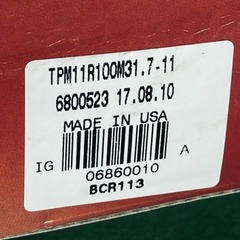 TPM11R100M31.7-11
6800523 17.08.10
MADE IN USA
IG A
06860010
BCR113